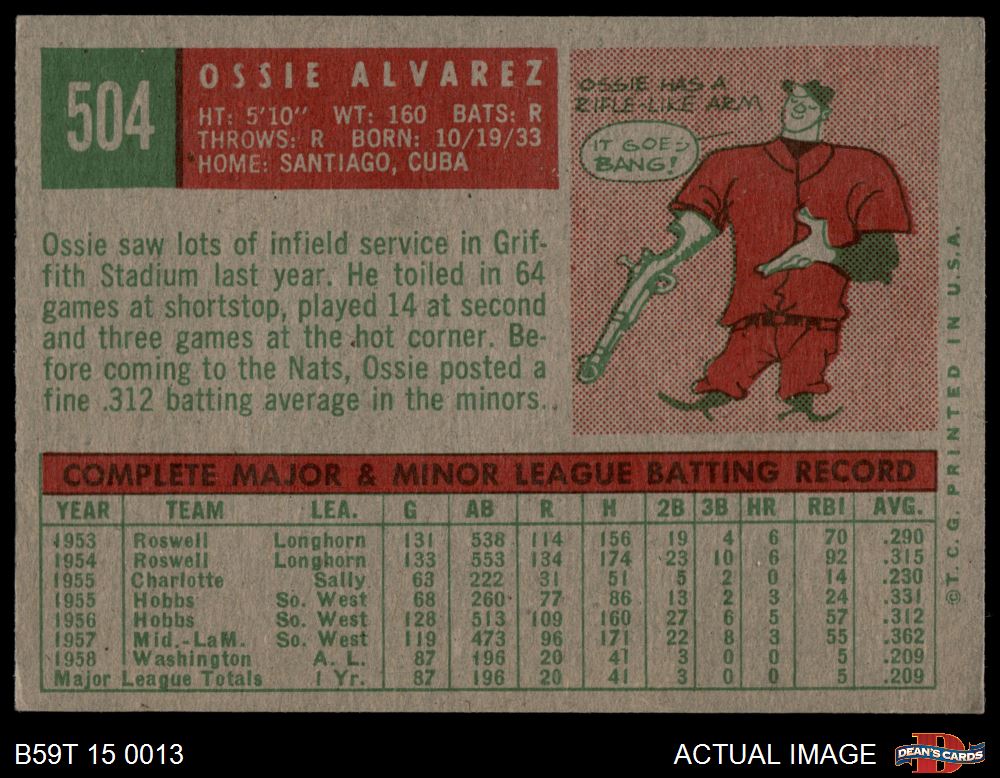 504
OSSIE ALVAREZ
HT: 5'10" WT: 160 BATS: R
THROWS: R BORN: 10/19/33
HOME: SANTIAGO, CUBA
OSSIE HAS A
RIFLE-LIKE ARM
IT GOES
BANG!
Ossie saw lots of infield service in Grif-
fith Stadium last year. He toiled in 64
games at shortstop, played 14 at second
and three games at the hot corner. Be-
fore coming to the Nats, Ossie posted a
fine .312 batting average in the minors..
COMPLETE MAJOR & MINOR LEAGUE BATTING RECORD
YEAR TEAM LEA. G AB R H 2B 3B HR RBI AVG.
1953 Roswell Longhorn 131 538 114 156 19 4 6 70 .290
1954 Roswell Longhorn 133 553 134 174 23 10 6 92 .315
1955 Charlotte Sally 63 222 31 51 5 2 0 14 .230
1955 Hobbs So. West 68 260 77 86 13 2 3 24 .331
1956 Hobbs So. West 128 513 109 160 27 6 5 57 .312
1957 Mid.-LaM. So. West 119 473 96 171 22 8 3 55 .362
1958 Washington A. L. 87 196 20 41 3 0 0 5 .209
Major League Totals 1 Yr. 87 196 20 41 3 0 0 5 .209
©T. C. G. PRINTED IN U.S.A.
B59T 15 0013
ACTUAL IMAGE
DEAN'S CARDS